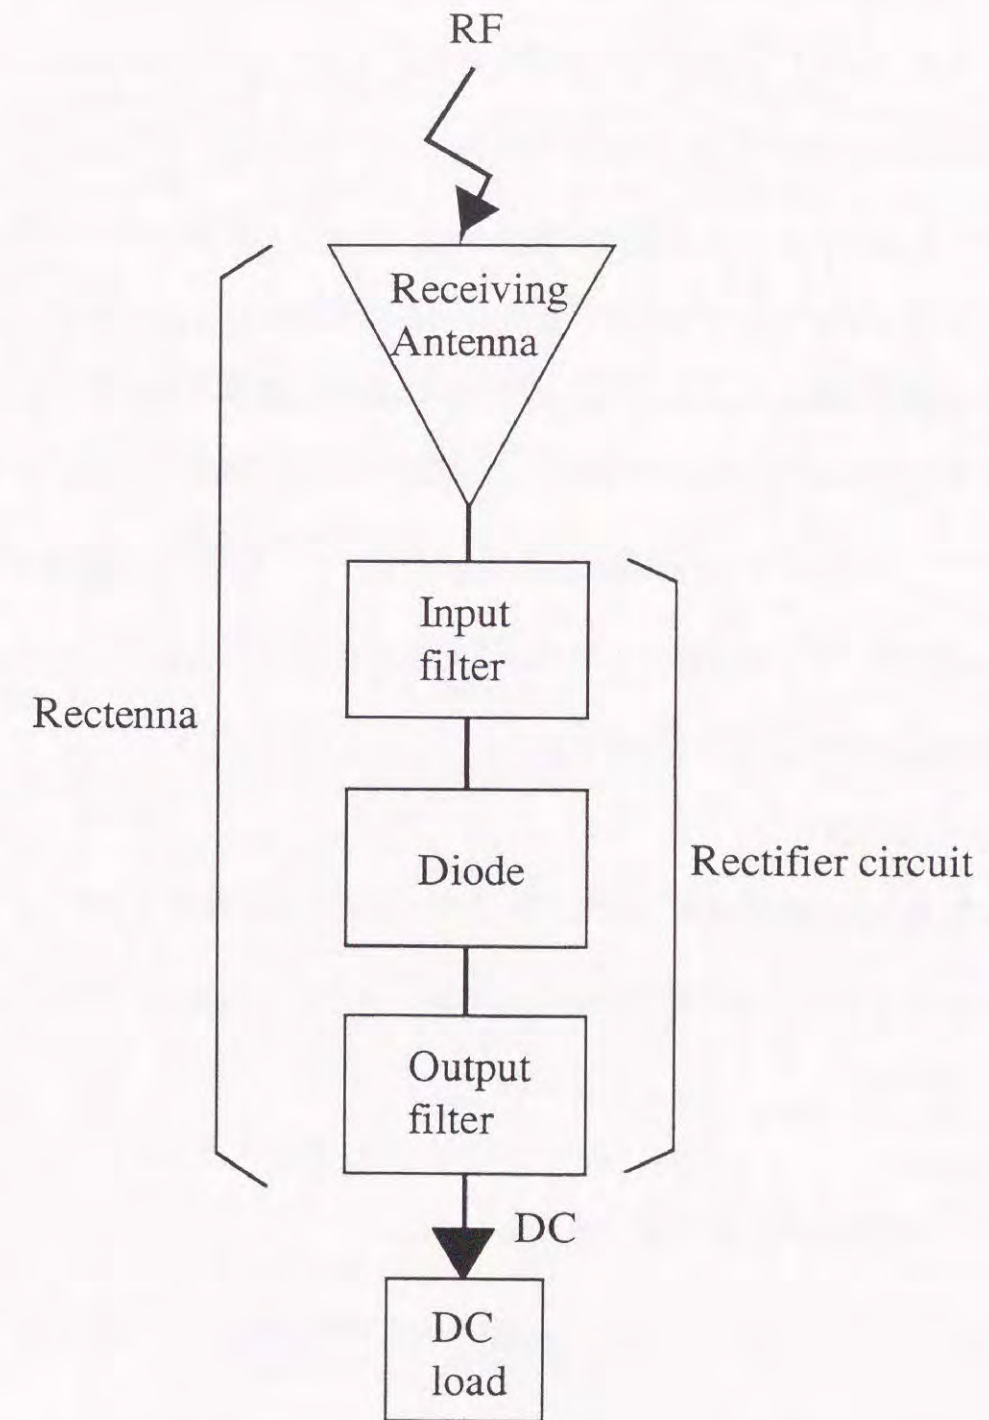 RF
Receiving
Antenna
Input
filter
Rectenna
Diode
Rectifier circuit
Output
filter
DC
DC
load